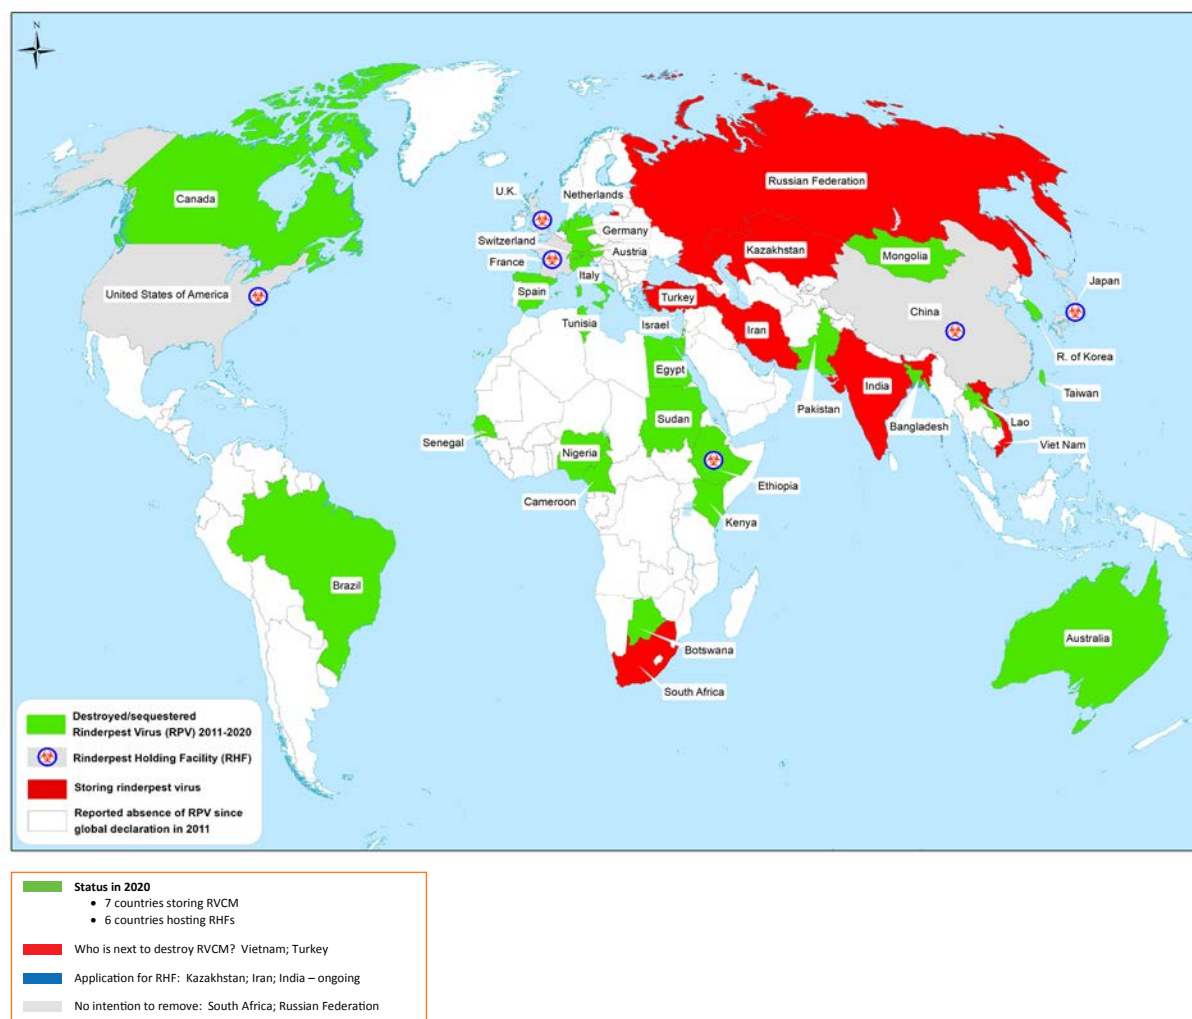 N
Canada
United States of America
U.K.
Netherlands
Switzerland
Germany
France
Austria
Italy
Spain
Tunisia
Israel
Turkey
Russian Federation
Kazakhstan
Mongolia
Japan
China
Iran
R. of Korea
Egypt
India
Taiwan
Pakistan
Bangladesh
Lao
Viet Nam
Sudan
Senegal
Nigeria
Cameroon
Ethiopia
Kenya
Brazil
Botswana
South Africa
Australia
Destroyed/sequestered
Rinderpest Virus (RPV) 2011-2020
Rinderpest Holding Facility (RHF)
Storing rinderpest virus
Reported absence of RPV since
global declaration in 2011
Status in 2020
• 7 countries storing RVCM
• 6 countries hosting RHFs
Who is next to destroy RVCM? Vietnam; Turkey
Application for RHF: Kazakhstan; Iran; India – ongoing
No intention to remove: South Africa; Russian Federation